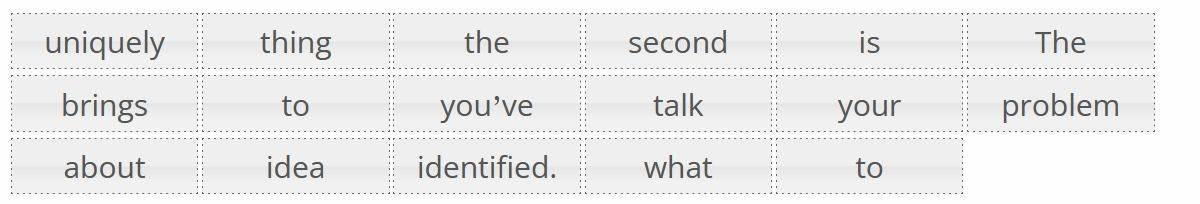 uniquely thing the second is The
brings to you’ve talk your problem
about idea identified. what to